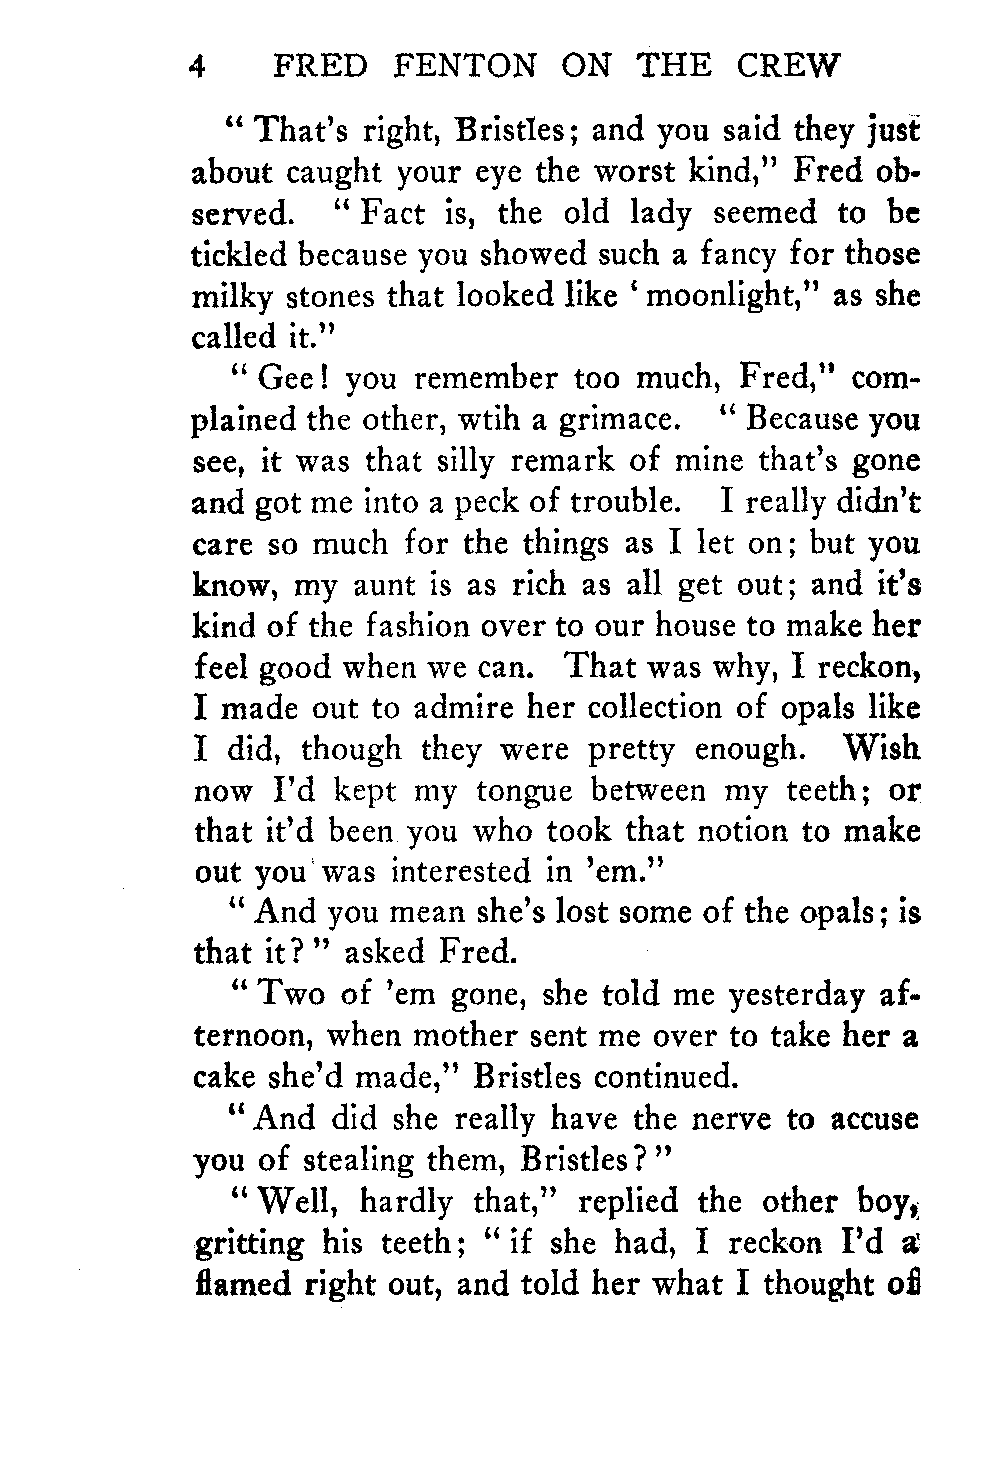 4 FRED FENTON ON THE CREW
“ That's right, Bristles; and you said they just
about caught your eye the worst kind,” Fred ob-
served. “ Fact is, the old lady seemed to be
tickled because you showed such a fancy for those
milky stones that looked like ‘ moonlight,” as she
called it.”
“ Gee! you remember too much, Fred,” com-
plained the other, wtih a grimace. “ Because you
see, it was that silly remark of mine that's gone
and got me into a peck of trouble. I really didn't
care so much for the things as I let on; but you
know, my aunt is as rich as all get out; and it's
kind of the fashion over to our house to make her
feel good when we can. That was why, I reckon,
I made out to admire her collection of opals like
I did, though they were pretty enough. Wish
now I'd kept my tongue between my teeth; or
that it'd been you who took that notion to make
out you was interested in 'em.”
“ And you mean she's lost some of the opals; is
that it? ” asked Fred.
“ Two of 'em gone, she told me yesterday af-
ternoon, when mother sent me over to take her a
cake she'd made,” Bristles continued.
“ And did she really have the nerve to accuse
you of stealing them, Bristles? ”
“ Well, hardly that,” replied the other boy,
gritting his teeth; “ if she had, I reckon I'd a'
flamed right out, and told her what I thought of